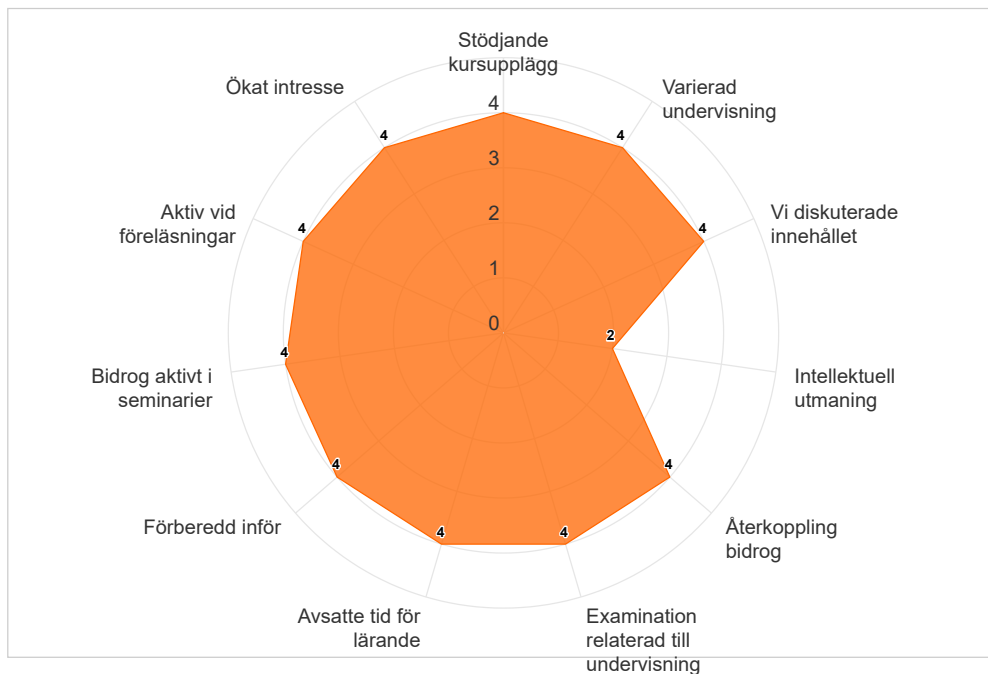 Stödjande
kursupplägg
Varierad
undervisning
Vi diskuterade
innehållet
Intellektuell
utmaning
Återkoppling
bidrog
Examination
relaterad till
undervisning
Avsatte tid för
lärande
Förberedd inför
Bidrog aktivt i
seminarier
Aktiv vid
föreläsningar
Ökat intresse
4
3
2
1
0
4
4
2
4
4
4
4
4
4
4